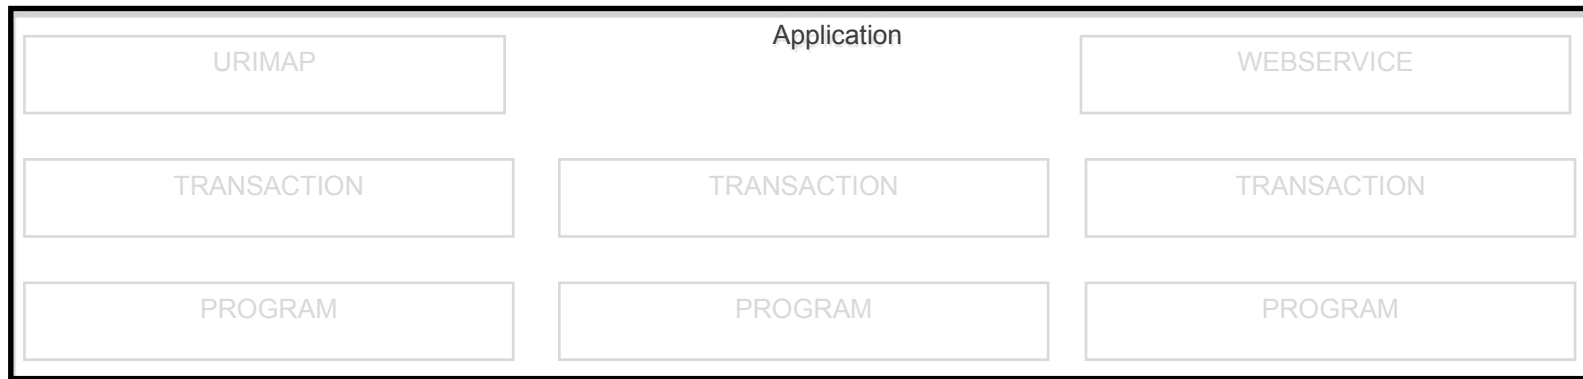 Application
URIMAP
WEBSERVICE
TRANSACTION
TRANSACTION
TRANSACTION
PROGRAM
PROGRAM
PROGRAM